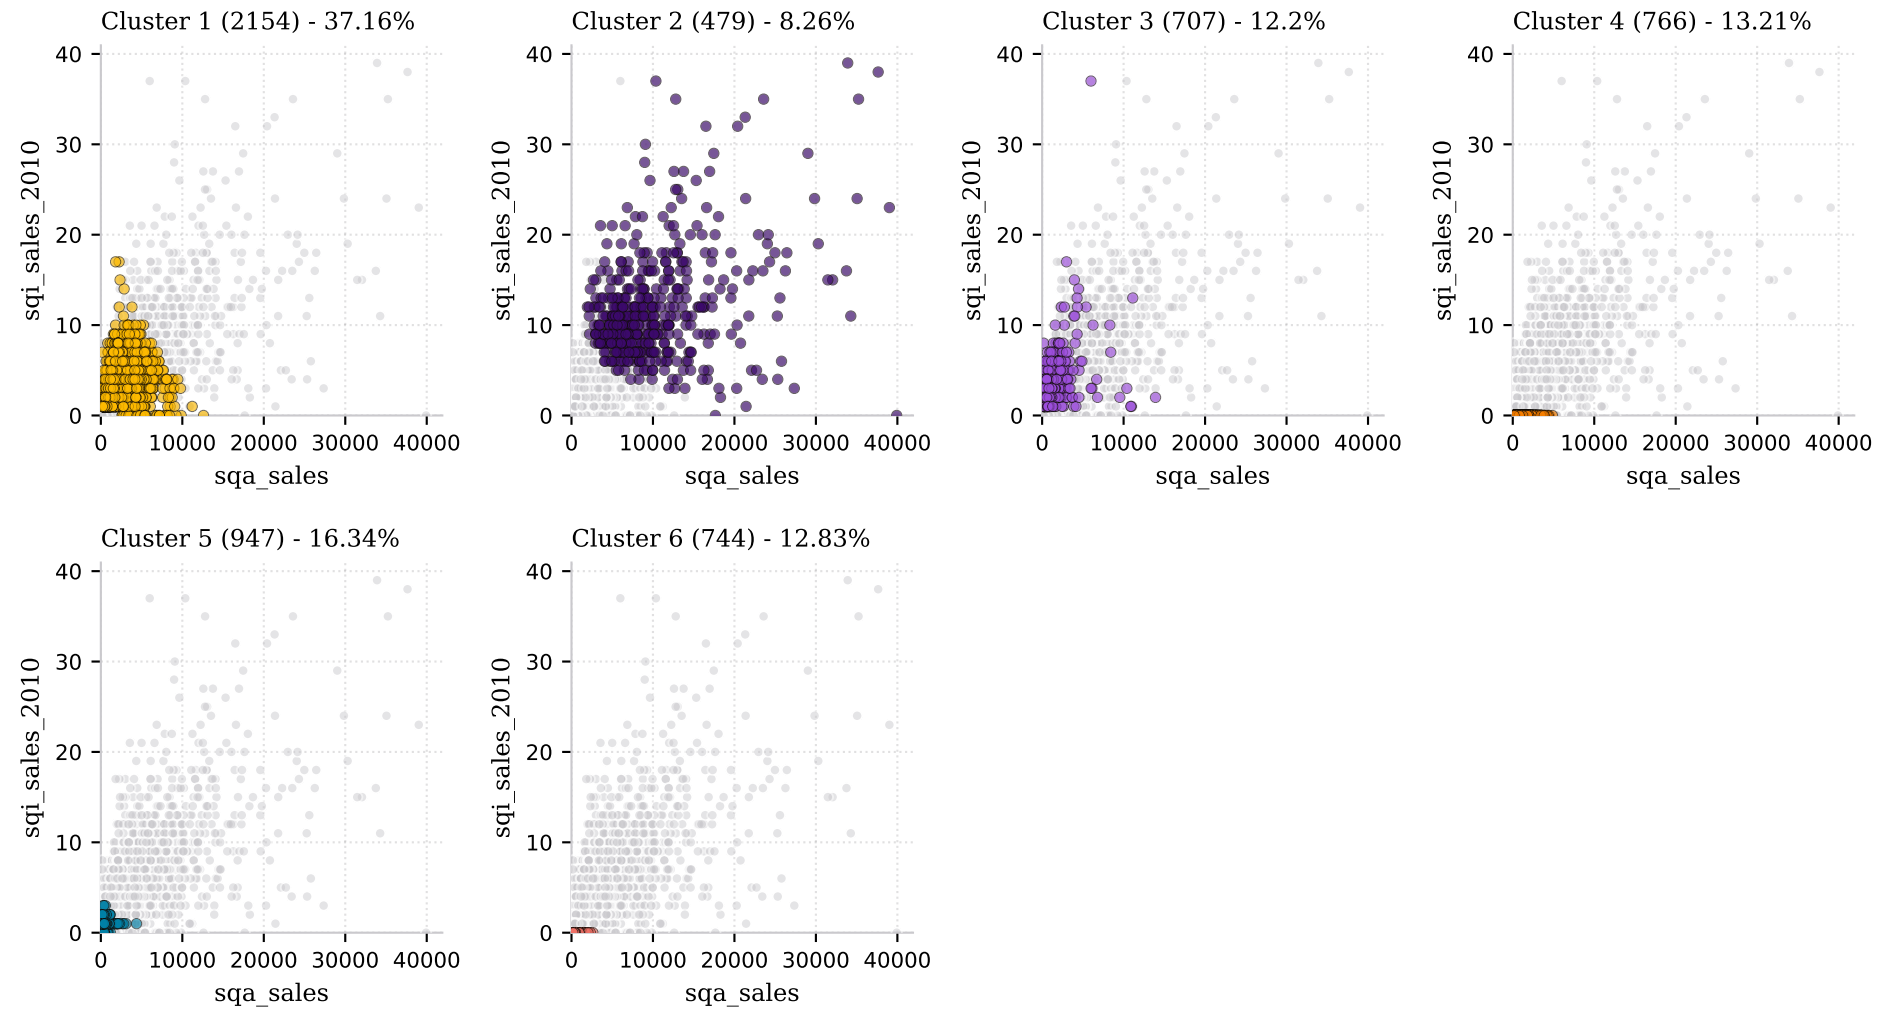 Cluster 1 (2154) - 37.16%
Cluster 2 (479) - 8.26%
Cluster 3 (707) - 12.2%
Cluster 4 (766) - 13.21%
40
30
20
10
0
sqi_sales_2010
0 10000 20000 30000 40000
sqa_sales
40
30
20
10
0
sqi_sales_2010
0 10000 20000 30000 40000
sqa_sales
40
30
20
10
0
sqi_sales_2010
0 10000 20000 30000 40000
sqa_sales
40
30
20
10
0
sqi_sales_2010
0 10000 20000 30000 40000
sqa_sales
Cluster 5 (947) - 16.34%
Cluster 6 (744) - 12.83%
40
30
20
10
0
sqi_sales_2010
0 10000 20000 30000 40000
sqa_sales
40
30
20
10
0
sqi_sales_2010
0 10000 20000 30000 40000
sqa_sales